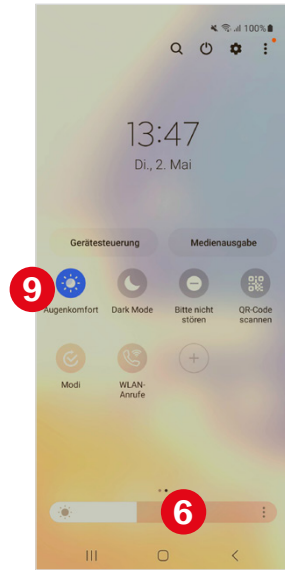 100%
13:47
Di., 2. Mai
Gerätesteuerung Medienausgabe
9
Augenkomfort Dark Mode Bitte nicht stören QR-Code scannen
Modi WLAN-Anrufe
6